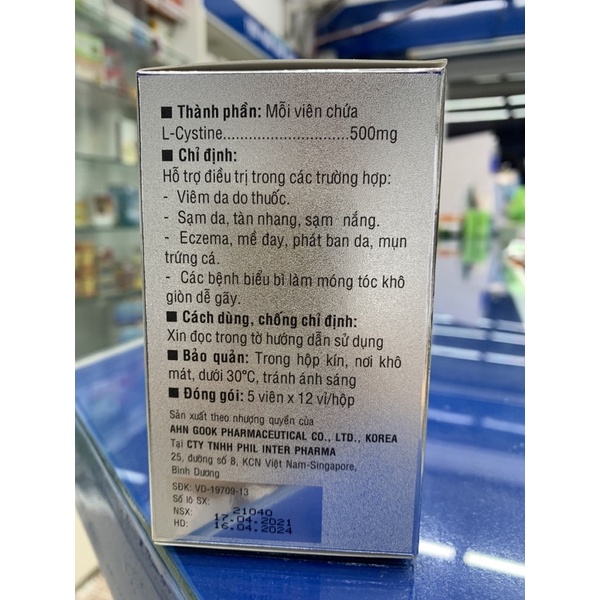 ■ Thành phần: Mỗi viên chứa
L-Cystine............................500mg
■ Chỉ định:
Hỗ trợ điều trị trong các trường hợp:
- Viêm da do thuốc.
- Sạm da, tàn nhang, sạm nắng.
- Eczema, mề đay, phát ban da, mụn
trứng cá.
- Các bệnh biểu bì làm móng tóc khô
giòn dễ gãy.
■ Cách dùng, chống chỉ định:
Xin đọc trong tờ hướng dẫn sử dụng
■ Bảo quản: Trong hộp kín, nơi khô
mát, dưới 30°C, tránh ánh sáng
■ Đóng gói: 5 viên x 12 vỉ/hộp
Sản xuất theo nhượng quyền của
AHN GOOK PHARMACEUTICAL CO., LTD., KOREA
Tại CTY TNHH PHIL INTER PHARMA
25, đường số 8, KCN Việt Nam-Singapore,
Bình Dương
SĐK: VD-19709-13
Số lô SX: 21040
NSX: 17.04.2021
HD: 16.04.2024